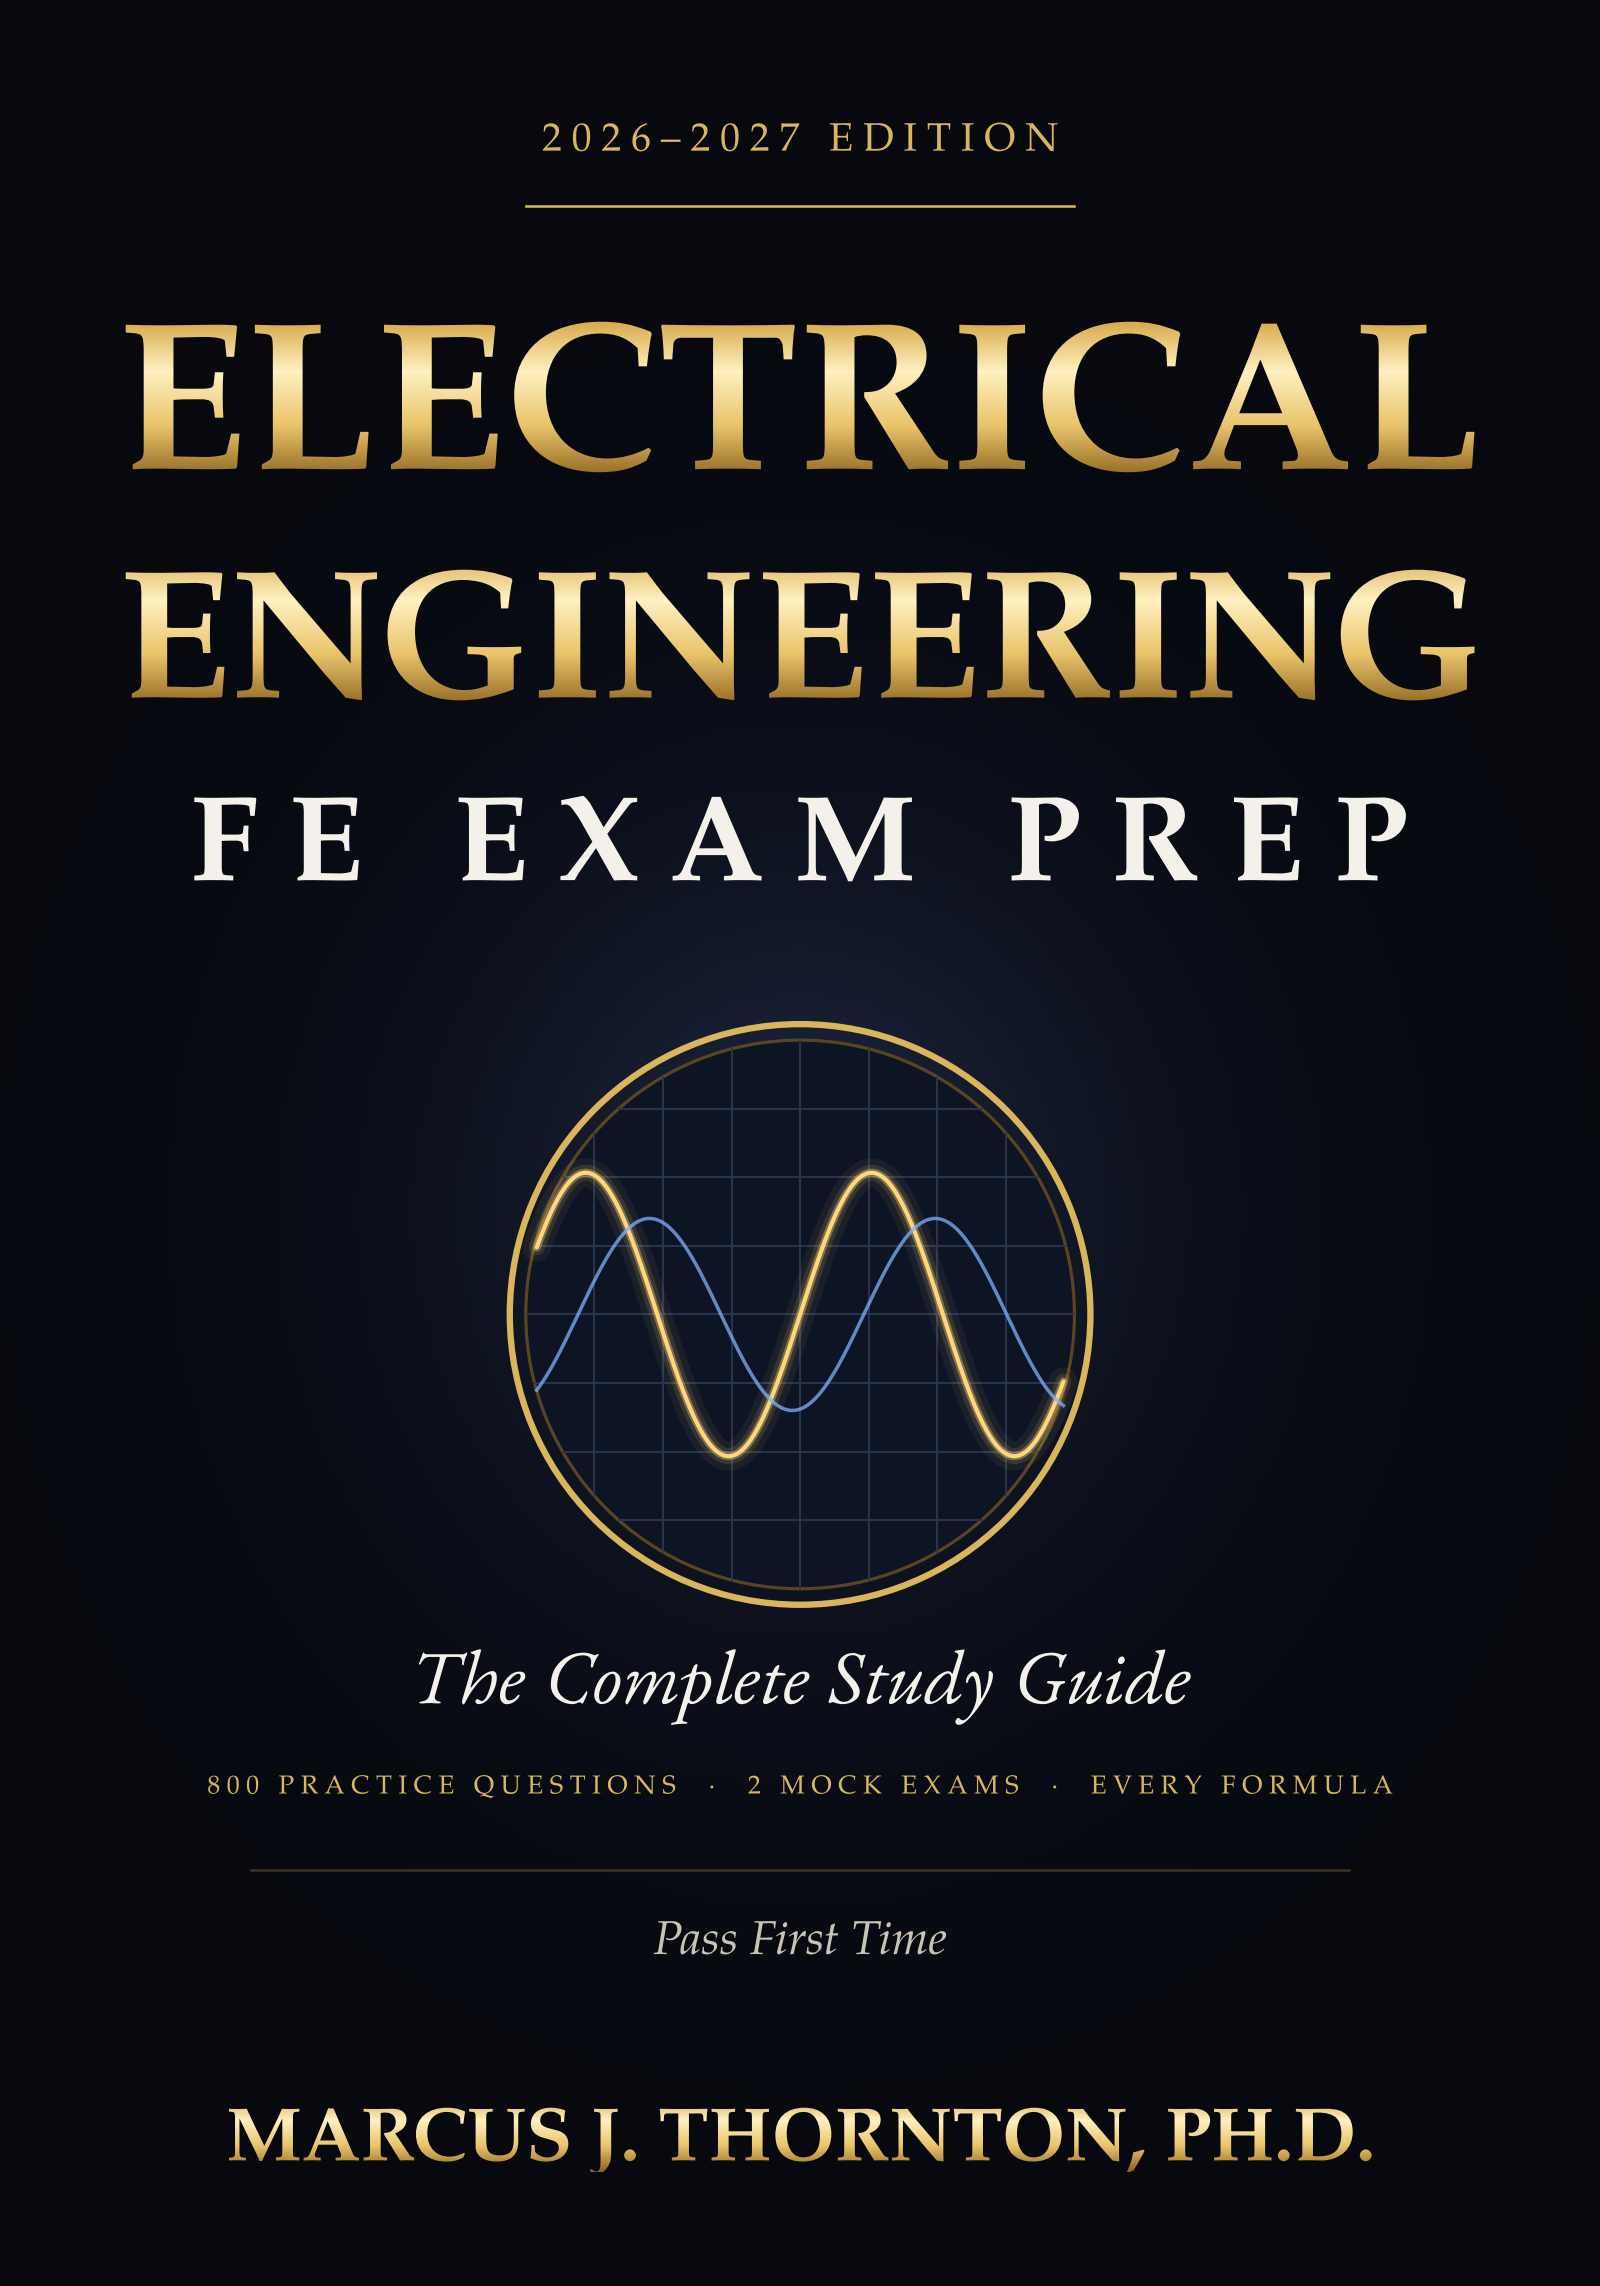 2026–2027 EDITION
ELECTRICAL
ENGINEERING
FE EXAM PREP
The Complete Study Guide
800 PRACTICE QUESTIONS · 2 MOCK EXAMS · EVERY FORMULA
Pass First Time
MARCUS J. THORNTON, PH.D.